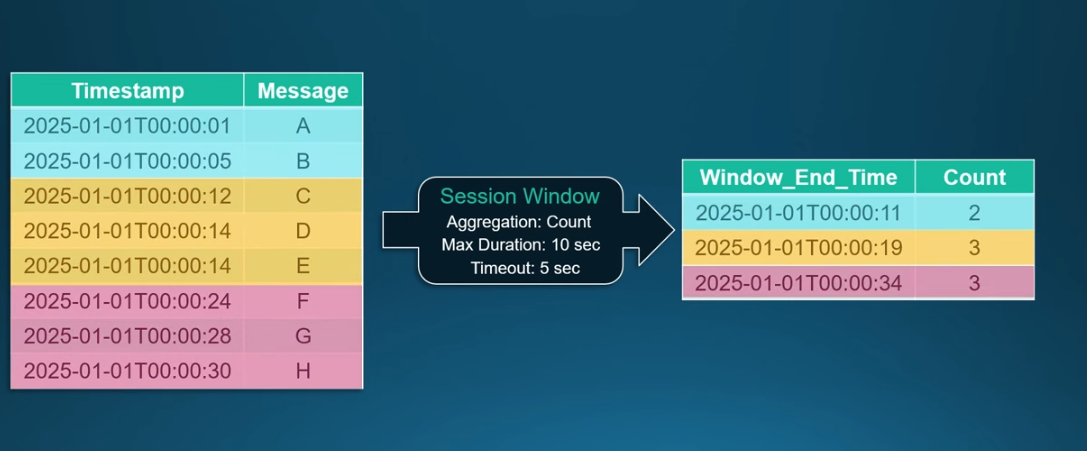 Timestamp Message
2025-01-01T00:00:01 A
2025-01-01T00:00:05 B
2025-01-01T00:00:12 C
2025-01-01T00:00:14 D
2025-01-01T00:00:14 E
2025-01-01T00:00:24 F
2025-01-01T00:00:28 G
2025-01-01T00:00:30 H
Session Window
Aggregation: Count
Max Duration: 10 sec
Timeout: 5 sec
Window_End_Time Count
2025-01-01T00:00:11 2
2025-01-01T00:00:19 3
2025-01-01T00:00:34 3